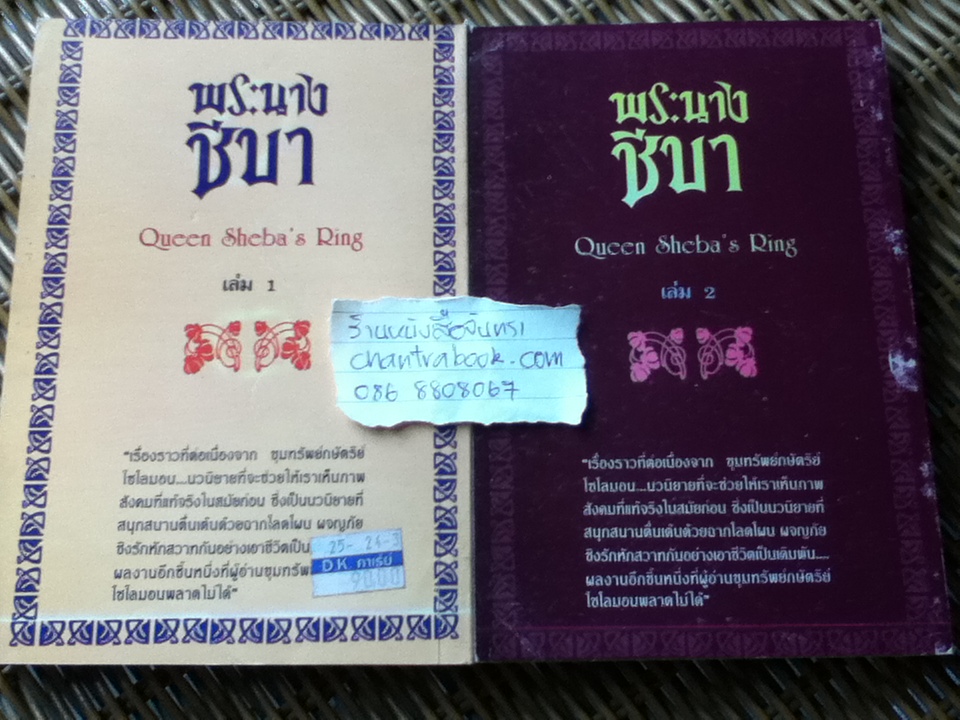 พระนาง
ชีบา
Queen Sheba's Ring
เล่ม 1
"เรื่องราวที่ต่อเนื่องจาก ขุมทรัพย์กษัตริย์
โซโลมอน....นวนิยายที่จะช่วยให้เราเห็นภาพ
สังคมที่แท้จริงในสมัยก่อน ซึ่งเป็นนวนิยายที่
สนุกสนานตื่นเต้นด้วยฉากโลดโผน ผจญภัย
ชิงรักหักสวาทกันอย่างเอาชีวิตเป็น
ผลงานอีกชิ้นหนึ่งที่ผู้อ่านขุมทรัพ
โซโลมอนพลาดไม่ได้"
25- 24-3
D K คาเร่ย์
9000
ร้านหนังสือจันทรา
chantrabook.com
086 8808067
พระนาง
ชีบา
Queen Sheba's Ring
เล่ม 2
"เรื่องราวที่ต่อเนื่องจาก ขุมทรัพย์กษัตริย์
โซโลมอน....นวนิยายที่จะช่วยให้เราเห็นภาพ
สังคมที่แท้จริงในสมัยก่อน ซึ่งเป็นนวนิยายที่
สนุกสนานตื่นเต้นด้วยฉากโลดโผน ผจญภัย
ชิงรักหักสวาทกันอย่างเอาชีวิตเป็นเดิมพัน....
ผลงานอีกชิ้นหนึ่งที่ผู้อ่านขุมทรัพย์กษัตริย์
โซโลมอนพลาดไม่ได้"